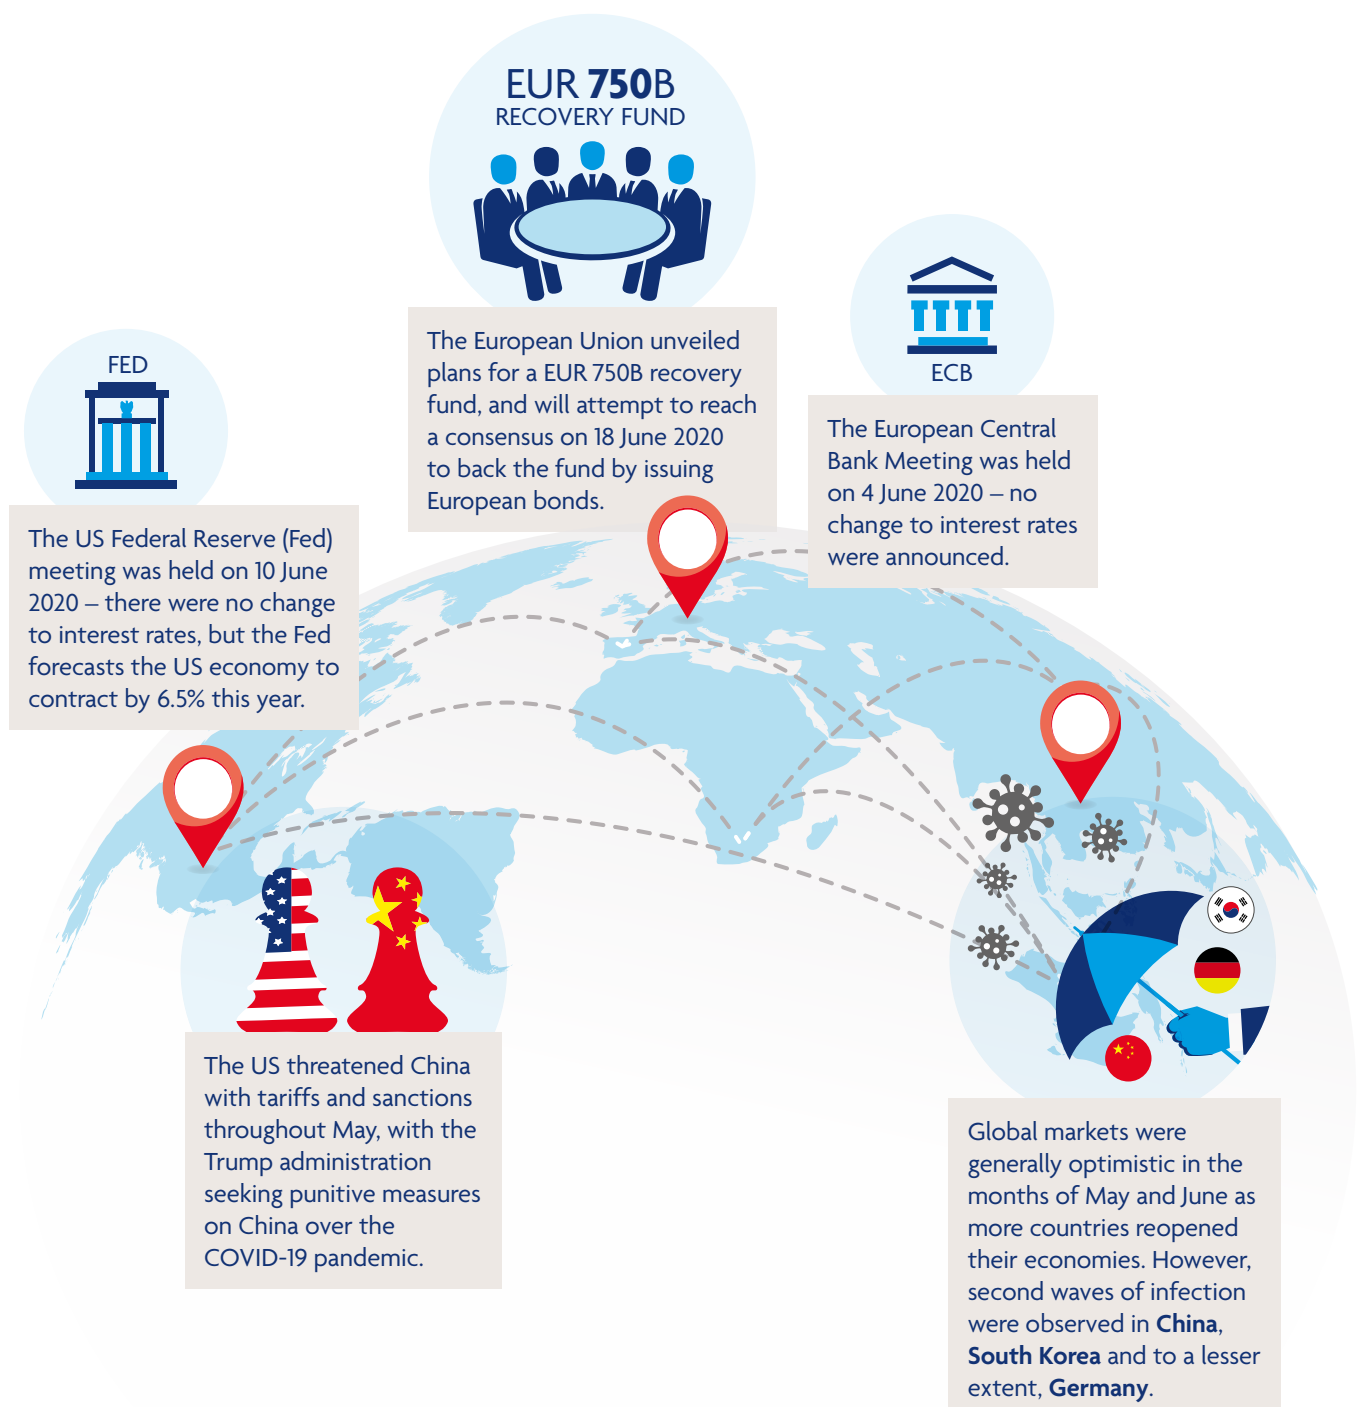 EUR 750B
RECOVERY FUND
The European Union unveiled
plans for a EUR 750B recovery
fund, and will attempt to reach
a consensus on 18 June 2020
to back the fund by issuing
European bonds.
ECB
The European Central
Bank Meeting was held
on 4 June 2020 – no
change to interest rates
were announced.
FED
The US Federal Reserve (Fed)
meeting was held on 10 June
2020 – there were no change
to interest rates, but the Fed
forecasts the US economy to
contract by 6.5% this year.
The US threatened China
with tariffs and sanctions
throughout May, with the
Trump administration
seeking punitive measures
on China over the
COVID-19 pandemic.
Global markets were
generally optimistic in the
months of May and June as
more countries reopened
their economies. However,
second waves of infection
were observed in China,
South Korea and to a lesser
extent, Germany.